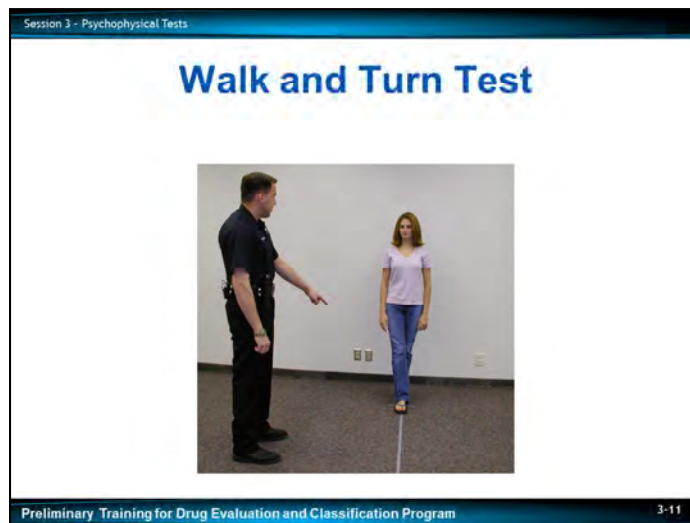 Session 3 - Psychophysical Tests
Walk and Turn Test
Preliminary Training for Drug Evaluation and Classification Program
3-11